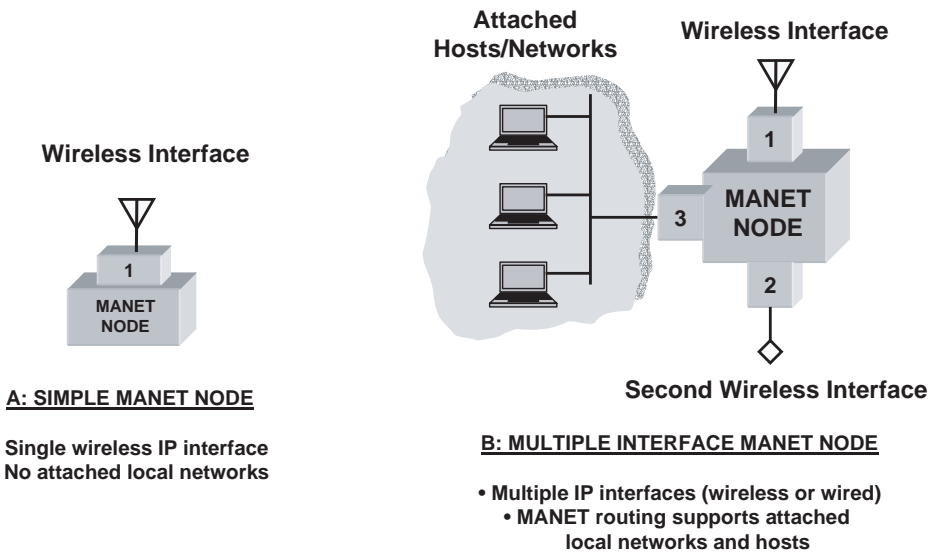 Wireless Interface
1
MANET
NODE
A: SIMPLE MANET NODE
Single wireless IP interface
No attached local networks
Attached
Hosts/Networks
Wireless Interface
1
MANET
NODE
3
2
Second Wireless Interface
B: MULTIPLE INTERFACE MANET NODE
• Multiple IP interfaces (wireless or wired)
• MANET routing supports attached
local networks and hosts